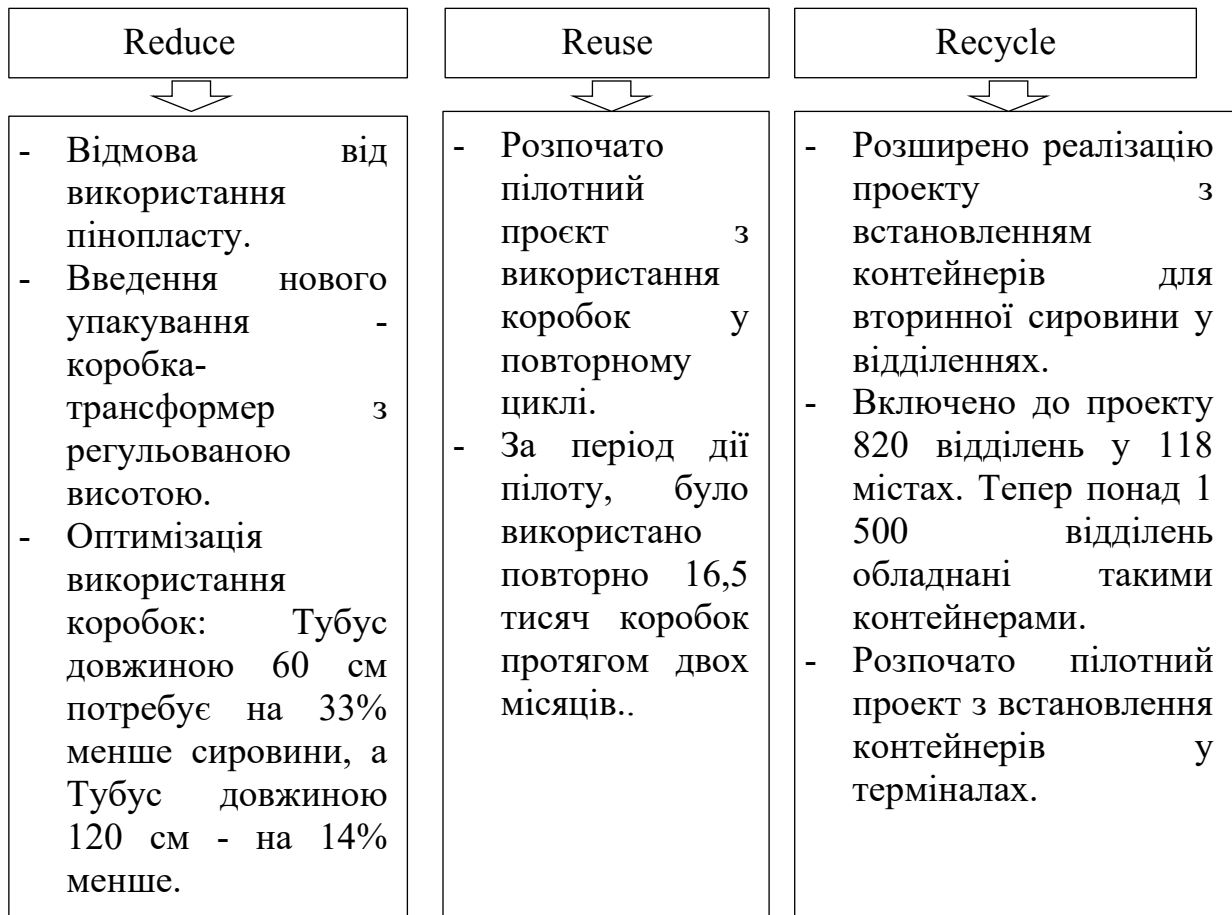 Reduce
- Відмова від
використання
пінопласту.
- Введення нового
упакування -
коробка-
трансформер з
регульованою
висотою.
- Оптимізація
використання
коробок: Тубус
довжиною 60 см
потребує на 33%
менше сировини, а
Тубус довжиною
120 см - на 14%
менше.
Reuse
- Розпочато
пілотний
проєкт з
використання
коробок у
повторному
циклі.
- За період дії
пілоту, було
використано
повторно 16,5
тисяч коробок
протягом двох
місяців..
Recycle
- Розширено реалізацію
проекту з
встановленням
контейнерів для
вторинної сировини у
відділеннях.
- Включено до проекту
820 відділень у 118
містах. Тепер понад 1
500 відділень
обладнані такими
контейнерами.
- Розпочато пілотний
проект з встановлення
контейнерів у
терміналах.